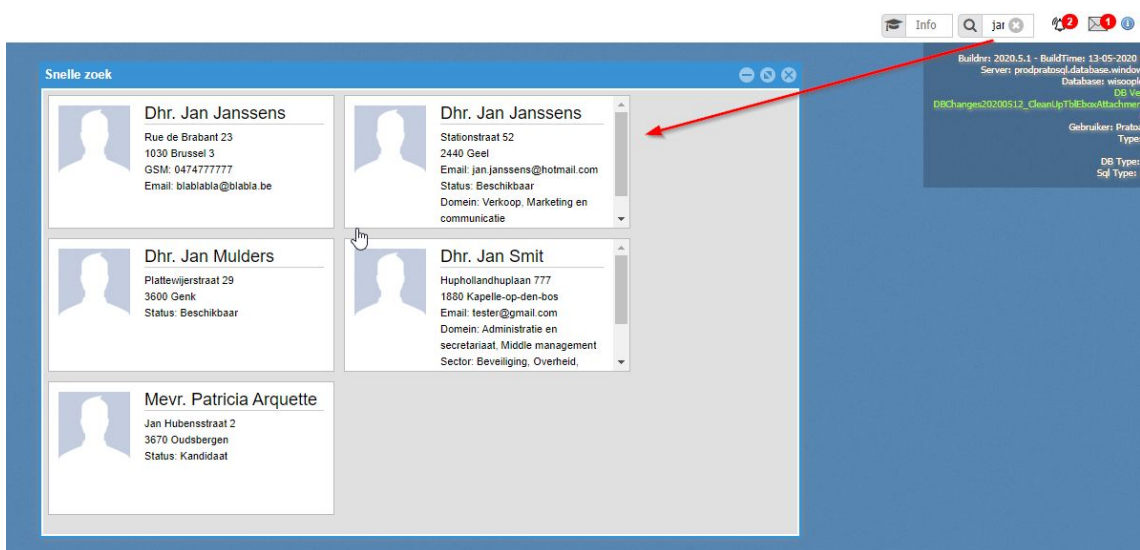 Info
jan
2
1
Buildnr: 2020.5.1 - BuildTime: 13-05-2020
Server: prodpratosql.database.window
Database: wisoople
DB Ve
DBChanges20200512_CleanUpTblEboxAttachmen
Gebruiker: Prato
Type:
DB Type:
Sql Type:
Snelle zoek
Dhr. Jan Janssens
Rue de Brabant 23
1030 Brussel 3
GSM: 0474777777
Email: blablabla@blabla.be
Dhr. Jan Janssens
Stationstraat 52
2440 Geel
Email: jan.janssens@hotmail.com
Status: Beschikbaar
Domein: Verkoop, Marketing en
communicatie
Dhr. Jan Mulders
Plattewijerstraat 29
3600 Genk
Status: Beschikbaar
Dhr. Jan Smit
Huphollandhuplaan 777
1880 Kapelle-op-den-bos
Email: tester@gmail.com
Domein: Administratie en
secretariaat, Middle management
Sector: Beveiliging, Overheid,
Mevr. Patricia Arquette
Jan Hubensstraat 2
3670 Oudsbergen
Status: Kandidaat